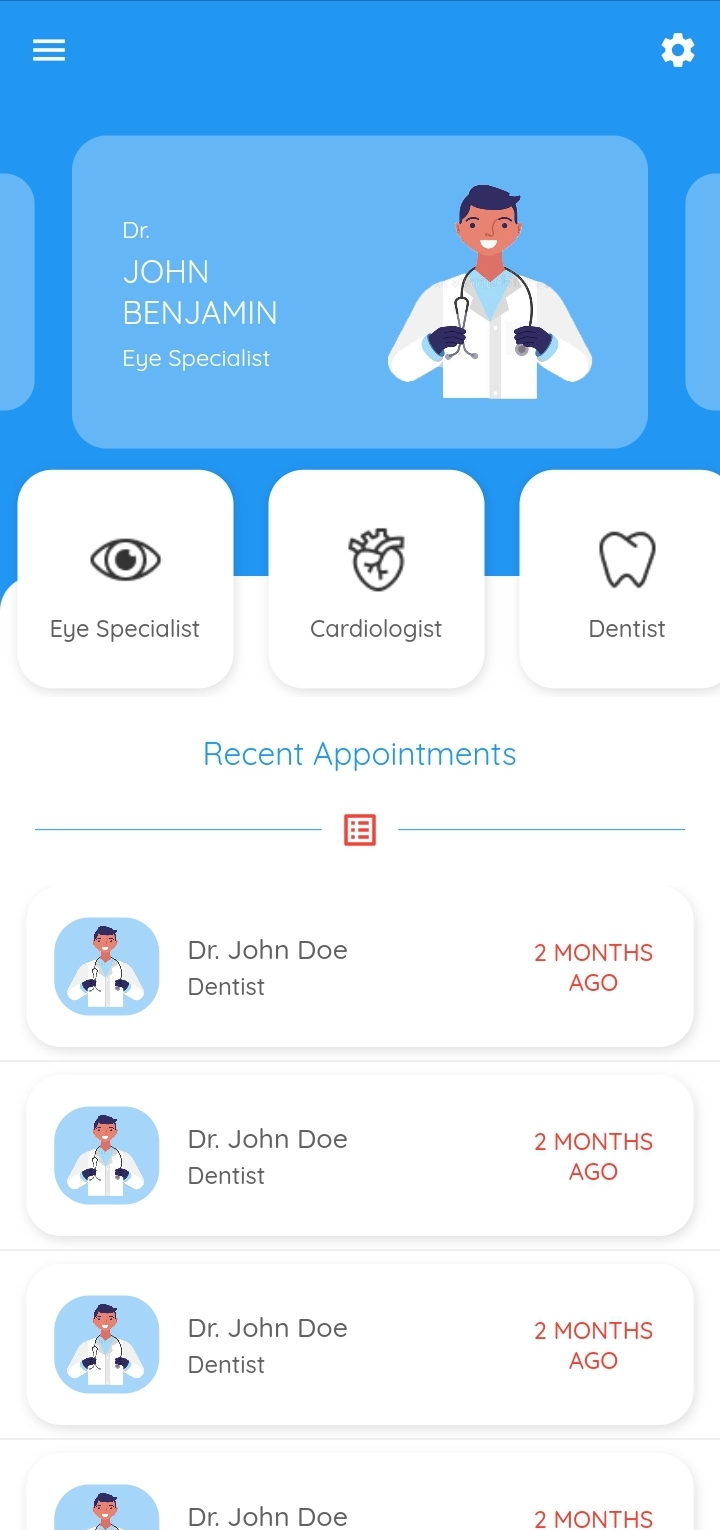 Dr.
JOHN
BENJAMIN
Eye Specialist
Eye Specialist
Cardiologist
Dentist
Recent Appointments
Dr. John Doe
Dentist
2 MONTHS
AGO
Dr. John Doe
Dentist
2 MONTHS
AGO
Dr. John Doe
Dentist
2 MONTHS
AGO
Dr. John Doe
2 MONTHS